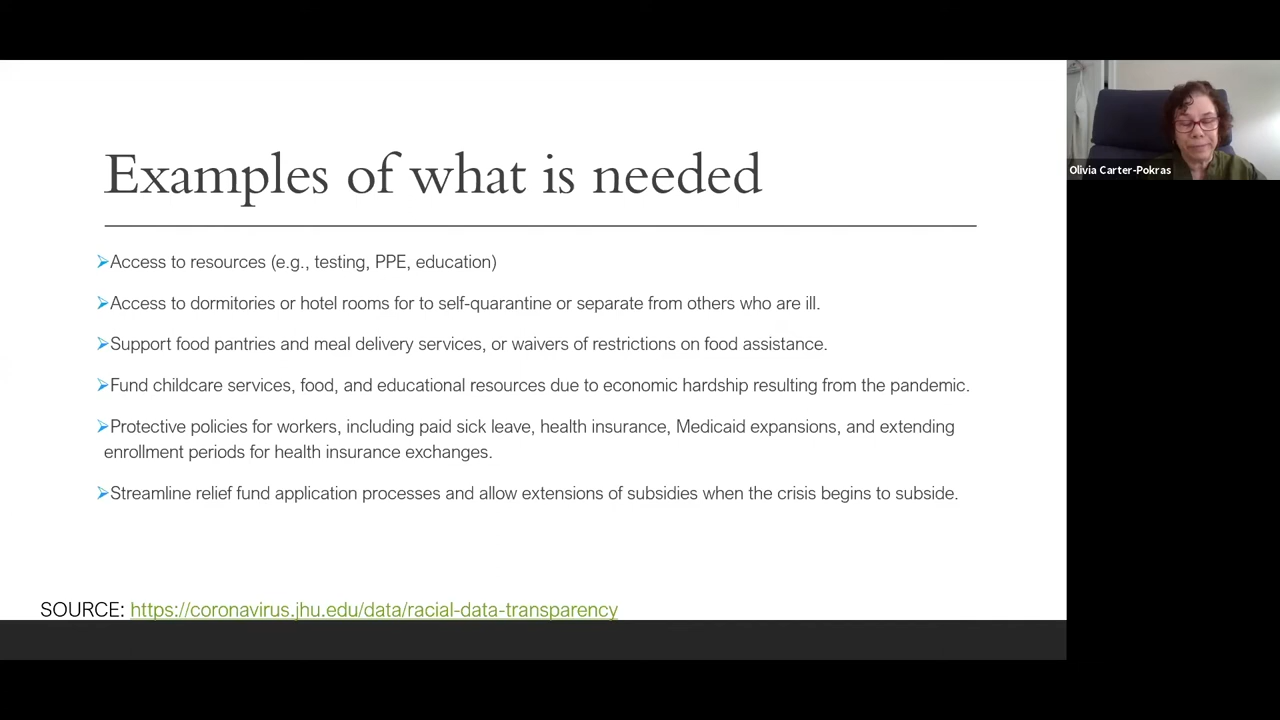 Examples of what is needed
➢Access to resources (e.g., testing, PPE, education)
➢Access to dormitories or hotel rooms for to self-quarantine or separate from others who are ill.
➢Support food pantries and meal delivery services, or waivers of restrictions on food assistance.
➢Fund childcare services, food, and educational resources due to economic hardship resulting from the pandemic.
➢Protective policies for workers, including paid sick leave, health insurance, Medicaid expansions, and extending
enrollment periods for health insurance exchanges.
➢Streamline relief fund application processes and allow extensions of subsidies when the crisis begins to subside.
SOURCE: https://coronavirus.jhu.edu/data/racial-data-transparency
Olivia Carter-Pokras